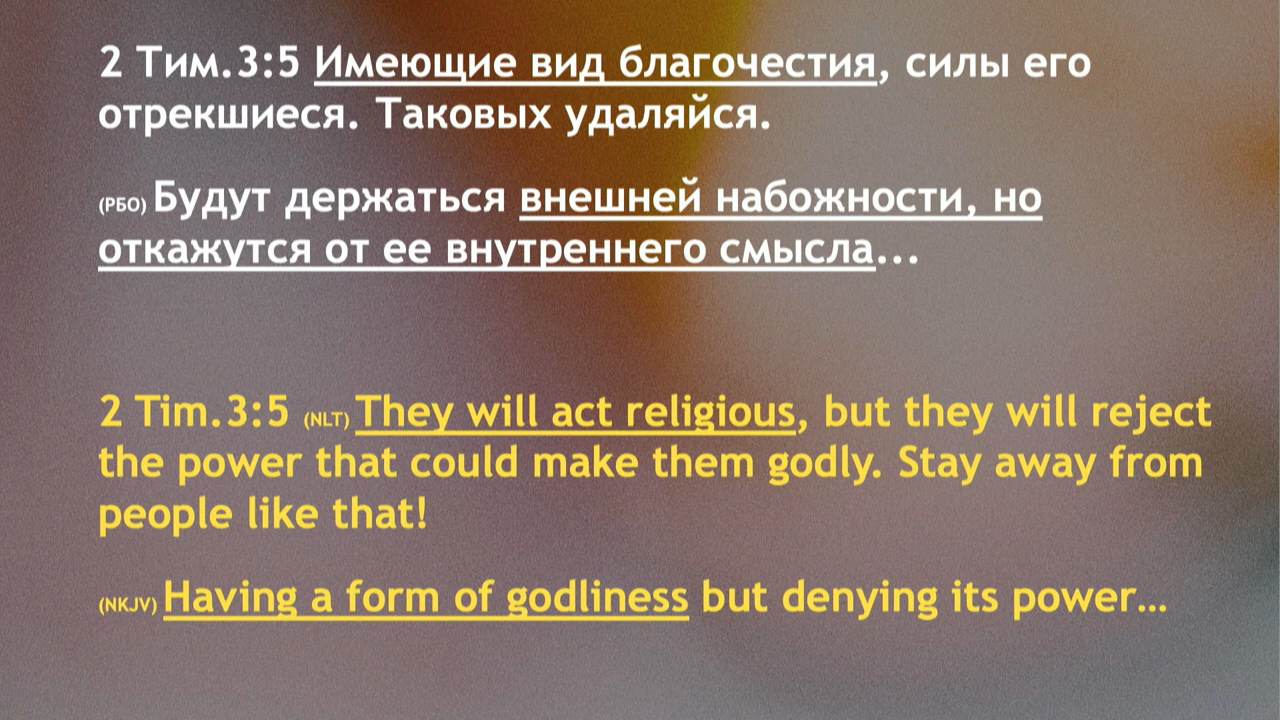 2 Тим.3:5 Имеющие вид благочестия, силы его
отрекшиеся. Таковых удаляйся.
(РБО) Будут держаться внешней набожности, но
откажутся от ее внутреннего смысла...
2 Tim.3:5 (NLT) They will act religious, but they will reject
the power that could make them godly. Stay away from
people like that!
(NKJV) Having a form of godliness but denying its power…